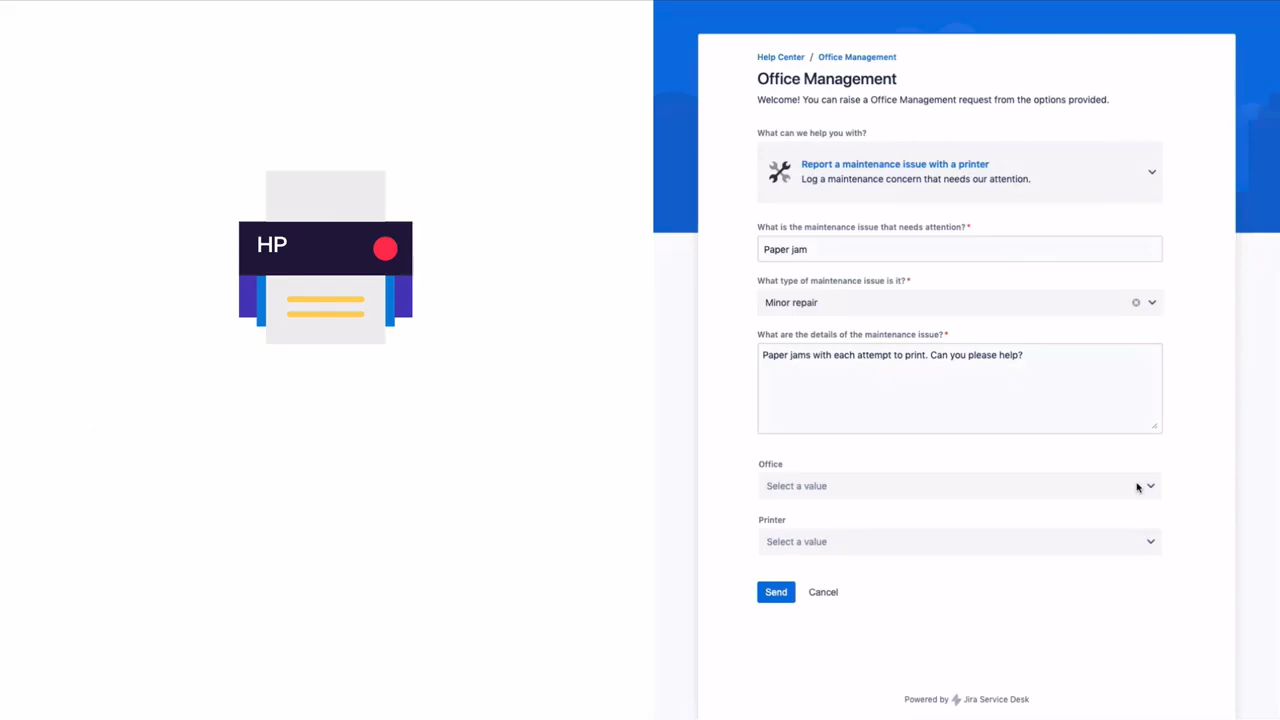 HP
Help Center / Office Management
Office Management
Welcome! You can raise a Office Management request from the options provided.
What can we help you with?
Report a maintenance issue with a printer
Log a maintenance concern that needs our attention.
What is the maintenance issue that needs attention?*
Paper jam
What type of maintenance issue is it?*
Minor repair
What are the details of the maintenance issue?*
Paper jams with each attempt to print. Can you please help?
Office
Select a value
Printer
Select a value
Send Cancel
Powered by Jira Service Desk